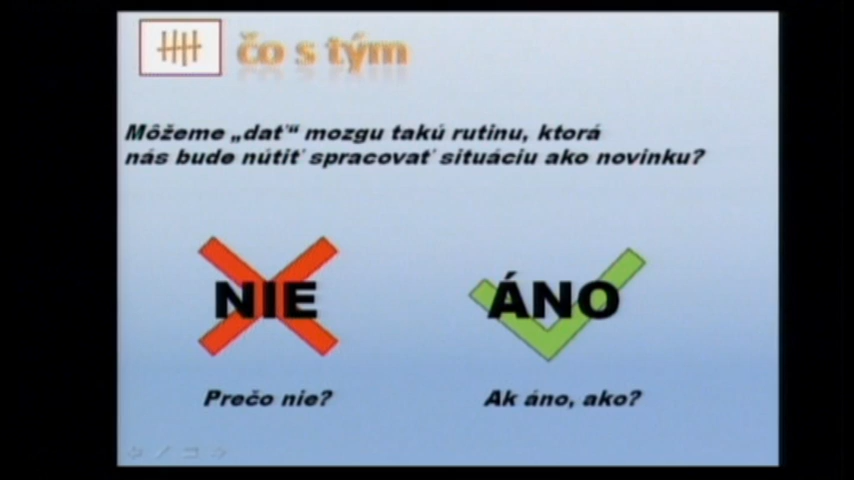 čo s tým
Môžeme „dať“ mozgu takú rutinu, ktorá
nás bude nútiť spracovať situáciu ako novinku?
NIE
ÁNO
Prečo nie?
Ak áno, ako?